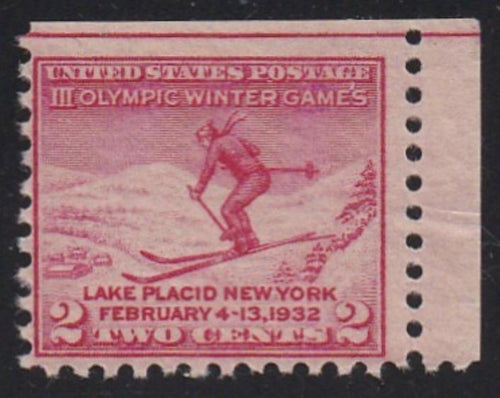 UNITED STATES POSTAGE
III OLYMPIC WINTER GAMES
LAKE PLACID NEW YORK
FEBRUARY 4-13, 1932
2 TWO CENTS 2